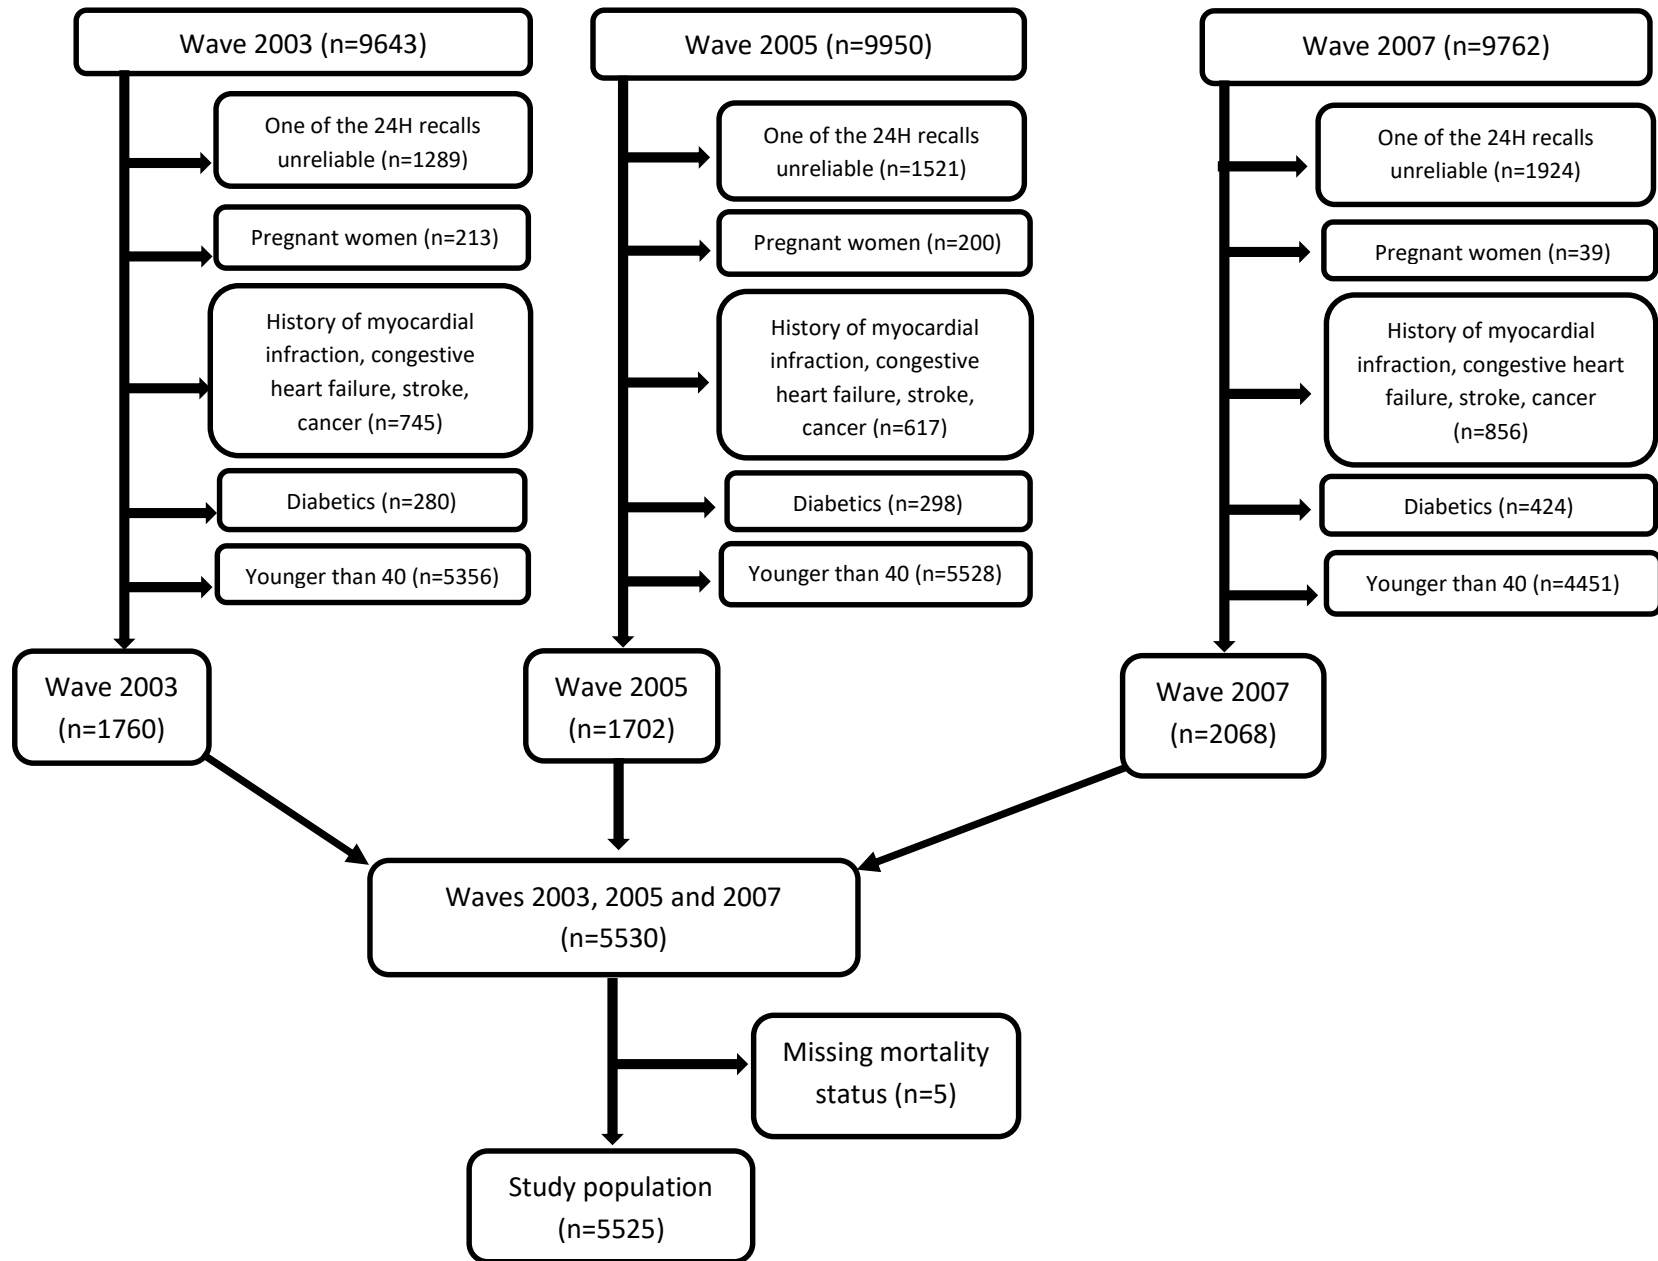 Wave 2003 (n=9643)
One of the 24H recalls
unreliable (n=1289)
Pregnant women (n=213)
History of myocardial
infraction, congestive
heart failure, stroke,
cancer (n=745)
Diabetics (n=280)
Younger than 40 (n=5356)
Wave 2003
(n=1760)
Wave 2005 (n=9950)
One of the 24H recalls
unreliable (n=1521)
Pregnant women (n=200)
History of myocardial
infraction, congestive
heart failure, stroke,
cancer (n=617)
Diabetics (n=298)
Younger than 40 (n=5528)
Wave 2005
(n=1702)
Wave 2007 (n=9762)
One of the 24H recalls
unreliable (n=1924)
Pregnant women (n=39)
History of myocardial
infraction, congestive heart
failure, stroke, cancer
(n=856)
Diabetics (n=424)
Younger than 40 (n=4451)
Wave 2007
(n=2068)
Waves 2003, 2005 and 2007
(n=5530)
Missing mortality
status (n=5)
Study population
(n=5525)